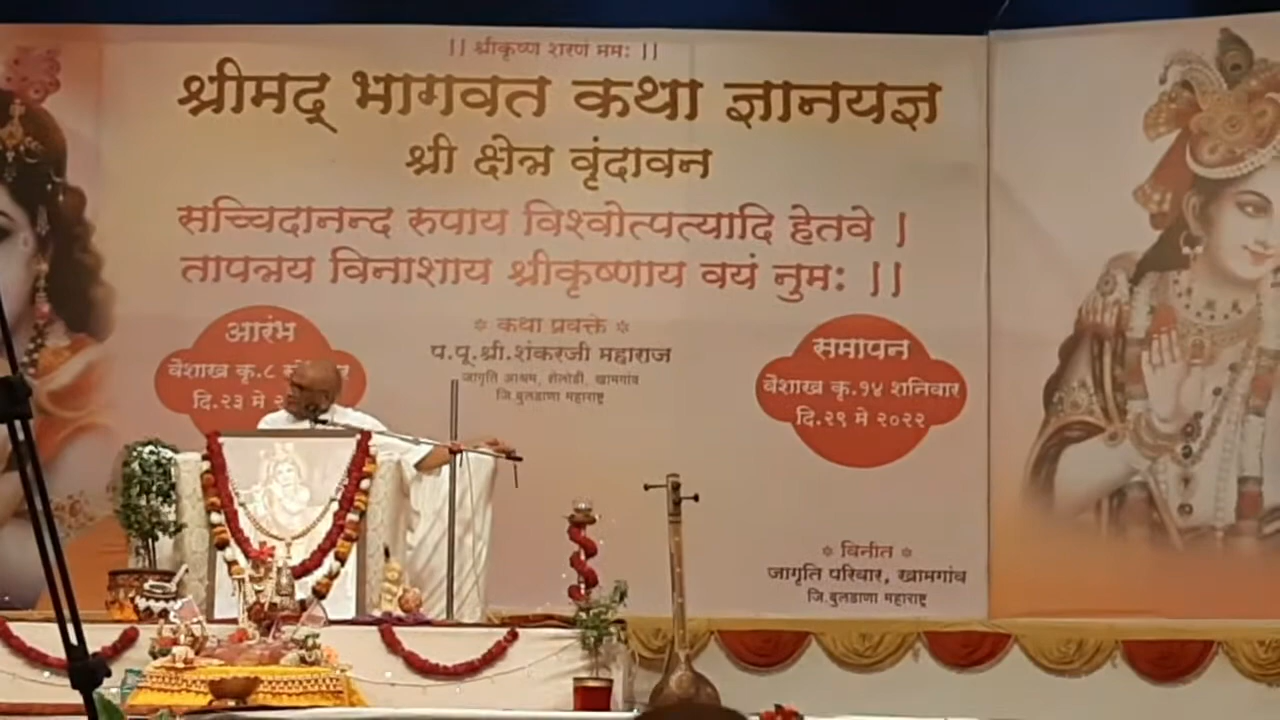 || श्रीकृष्ण शरणं ममः ||
श्रीमद् भागवत कथा ज्ञानयज्ञ
श्री क्षेत्र वृंदावन
सच्चिदानन्द रुपाय विश्वोत्पत्यादि हेतवे |
तापत्रय विनाशाय श्रीकृष्णाय वयं नुमः ||
आरंभ
वैशाख कृ.८
दि.२३ मे
* कथा प्रवक्ते *
प.पू.श्री.शंकरजी महाराज
जागृति आश्रम, शेलोडी, खामगांव
जि.बुलडाणा महाराष्ट्र
समापन
वैशाख कृ.१४ शनिवार
दि.२९ मे २०२२
* विनीत *
जागृति परिवार, खामगांव
जि.बुलडाणा महाराष्ट्र